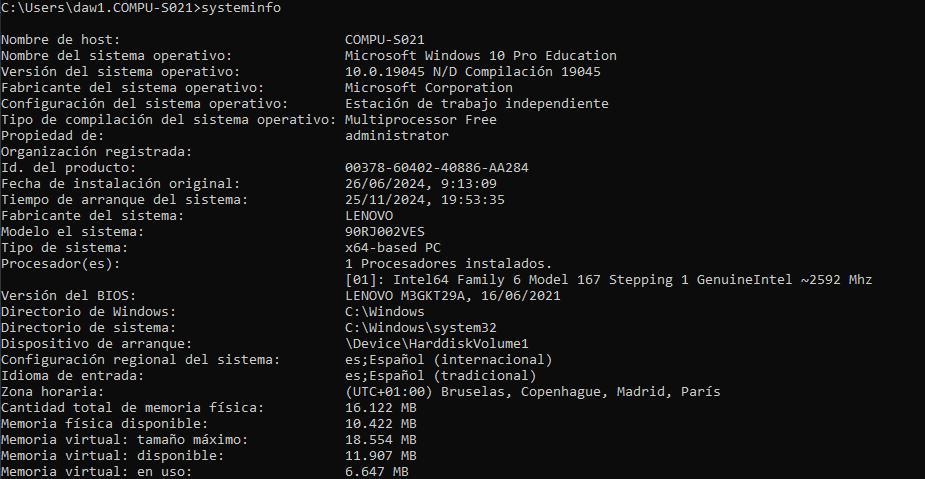 C:\Users\daw1.COMPU-S021>systeminfo
Nombre de host: COMPU-S021
Nombre del sistema operativo: Microsoft Windows 10 Pro Education
Versión del sistema operativo: 10.0.19045 N/D Compilación 19045
Fabricante del sistema operativo: Microsoft Corporation
Configuración del sistema operativo: Estación de trabajo independiente
Tipo de compilación del sistema operativo: Multiprocessor Free
Propiedad de: administrator
Organización registrada:
Id. del producto: 00378-60402-40886-AA284
Fecha de instalación original: 26/06/2024, 9:13:09
Tiempo de arranque del sistema: 25/11/2024, 19:53:35
Fabricante del sistema: LENOVO
Modelo el sistema: 90RJ002VES
Tipo de sistema: x64-based PC
Procesador(es): 1 Procesadores instalados.
[01]: Intel64 Family 6 Model 167 Stepping 1 GenuineIntel ~2592 Mhz
Versión del BIOS: LENOVO M3GKT29A, 16/06/2021
Directorio de Windows: C:\Windows
Directorio de sistema: C:\Windows\system32
Dispositivo de arranque: \Device\HarddiskVolume1
Configuración regional del sistema: es;Español (internacional)
Idioma de entrada: es;Español (tradicional)
Zona horaria: (UTC+01:00) Bruselas, Copenhague, Madrid, París
Cantidad total de memoria física: 16.122 MB
Memoria física disponible: 10.422 MB
Memoria virtual: tamaño máximo: 18.554 MB
Memoria virtual: disponible: 11.907 MB
Memoria virtual: en uso: 6.647 MB